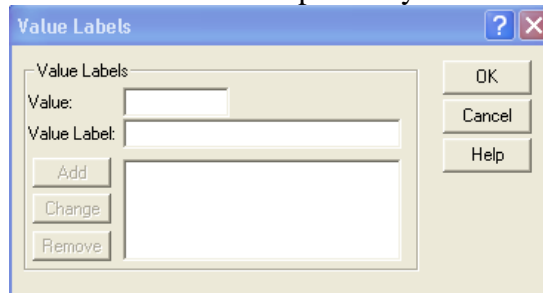 Value Labels
Value Labels
Value:
Value Label:
Add
Change
Remove
OK
Cancel
Help